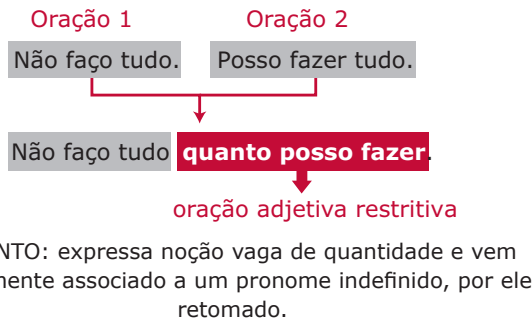 Oração 1 Oração 2
Não faço tudo. Posso fazer tudo.
Não faço tudo quanto posso fazer.
oração adjetiva restritiva
NTO: expressa noção vaga de quantidade e vem
mente associado a um pronome indefinido, por ele
retomado.